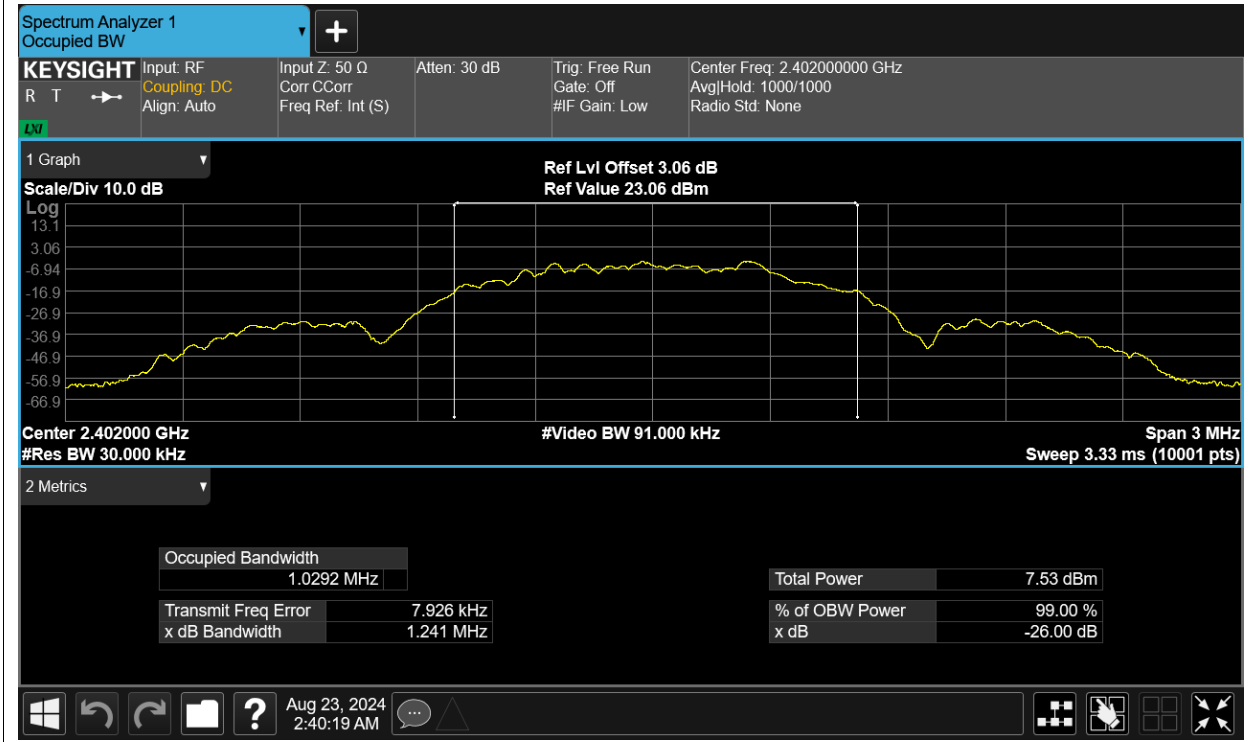 Spectrum Analyzer 1
Occupied BW
KEYSIGHT
R T
LXI
Input: RF
Coupling: DC
Align: Auto
Input Z: 50 Ω
Corr CCorr
Freq Ref: Int (S)
Atten: 30 dB
Trig: Free Run
Gate: Off
#IF Gain: Low
Center Freq: 2.402000000 GHz
Avg|Hold: 1000/1000
Radio Std: None
1 Graph
Scale/Div 10.0 dB
Ref Lvl Offset 3.06 dB
Ref Value 23.06 dBm
Log
13.1
3.06
-6.94
-16.9
-26.9
-36.9
-46.9
-56.9
-66.9
Center 2.402000 GHz
#Video BW 91.000 kHz
Span 3 MHz
#Res BW 30.000 kHz
Sweep 3.33 ms (10001 pts)
2 Metrics
Occupied Bandwidth
1.0292 MHz
Total Power 7.53 dBm
Transmit Freq Error 7.926 kHz
% of OBW Power 99.00 %
x dB Bandwidth 1.241 MHz
x dB -26.00 dB
?
Aug 23, 2024
2:40:19 AM